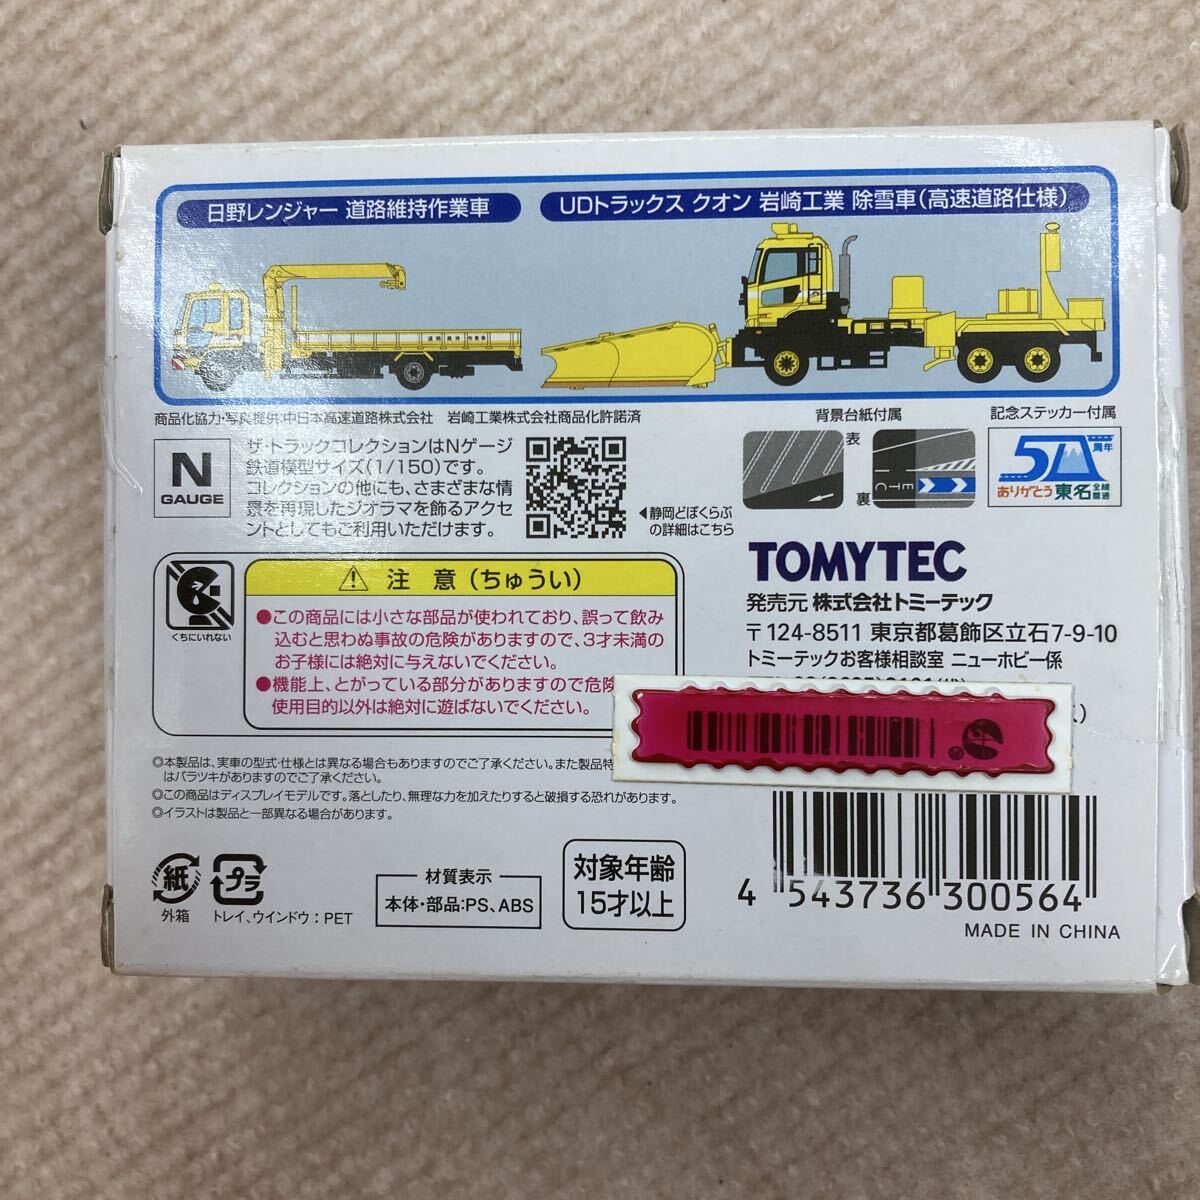 日野レンジャー 道路維持作業車
UDトラックス クオン 岩崎工業 除雪車(高速道路仕様)
道路維持作業車
商品化協力・写真提供:中日本高速道路株式会社 岩崎工業株式会社商品化許諾済
N
GAUGE
ザ・トラックコレクションはNゲージ
鉄道模型サイズ(1/150)です。
コレクションの他にも、さまざまな情
景を再現したジオラマを飾るアクセ
ントとしてもご利用いただけます。
◀静岡どぼくらぶ
の詳細はこちら
背景台紙付属
表
裏
ETC
記念ステッカー付属
50周年
ありがとう東名全線開通
くちにいれない
⚠ 注 意(ちゅうい)
●この商品には小さな部品が使われており、誤って飲み
込むと思わぬ事故の危険がありますので、3才未満の
お子様には絶対に与えないでください。
●機能上、とがっている部分がありますので危険
使用目的以外は絶対に遊ばないでください。
TOMYTEC
発売元 株式会社トミーテック
〒124-8511 東京都葛飾区立石7-9-10
トミーテックお客様相談室 ニューホビー係
◎本製品は、実車の型式・仕様とは異なる場合もありますのでご了承ください。また製品特
はバラツキがありますのでご了承ください。
◎この商品はディスプレイモデルです。落としたり、無理な力を加えたりすると破損する恐れがあります。
◎イラストは製品と一部異なる場合があります。
紙
外箱
プラ
トレイ、ウインドウ:PET
材質表示
本体・部品:PS、ABS
対象年齢
15才以上
4 543736 300564
MADE IN CHINA